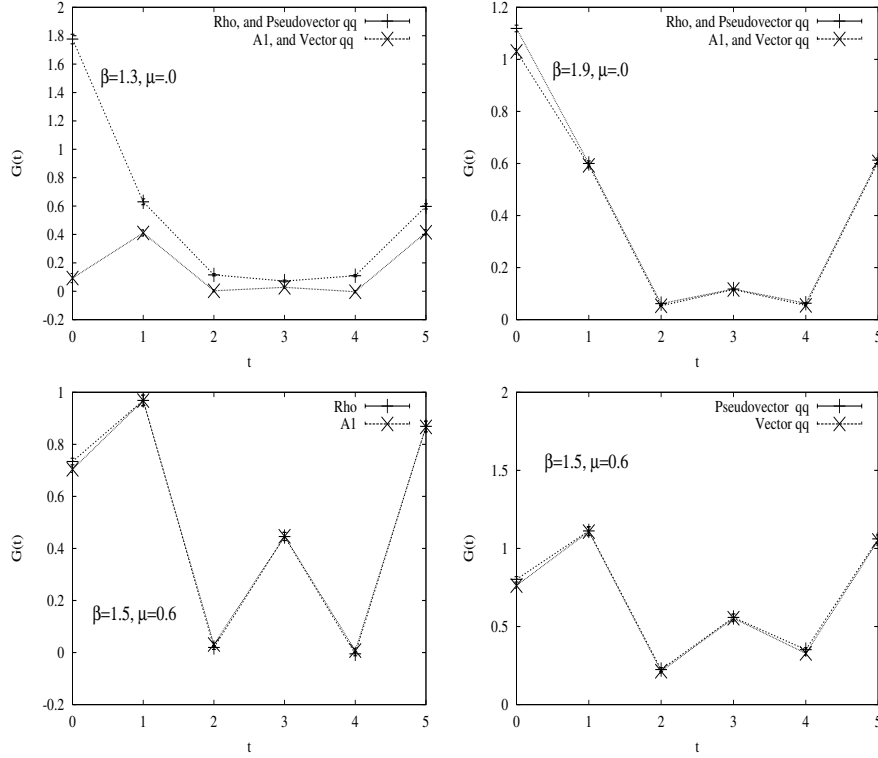 2
1.8
1.6
1.4
1.2
1
0.8
0.6
0.4
0.2
0
-0.2
G(t)
Rho, and Pseudovector qq
A1, and Vector qq
β=1.3, μ=.0
0 1 2 3 4 5
t
1.2
1
0.8
0.6
0.4
0.2
0
G(t)
Rho, and Pseudovector qq
A1, and Vector qq
β=1.9, μ=.0
0 1 2 3 4 5
t
1
0.8
0.6
0.4
0.2
0
-0.2
G(t)
Rho
A1
β=1.5, μ=0.6
0 1 2 3 4 5
t
2
1.5
1
0.5
0
G(t)
Pseudovector qq
Vector qq
β=1.5, μ=0.6
0 1 2 3 4 5
t